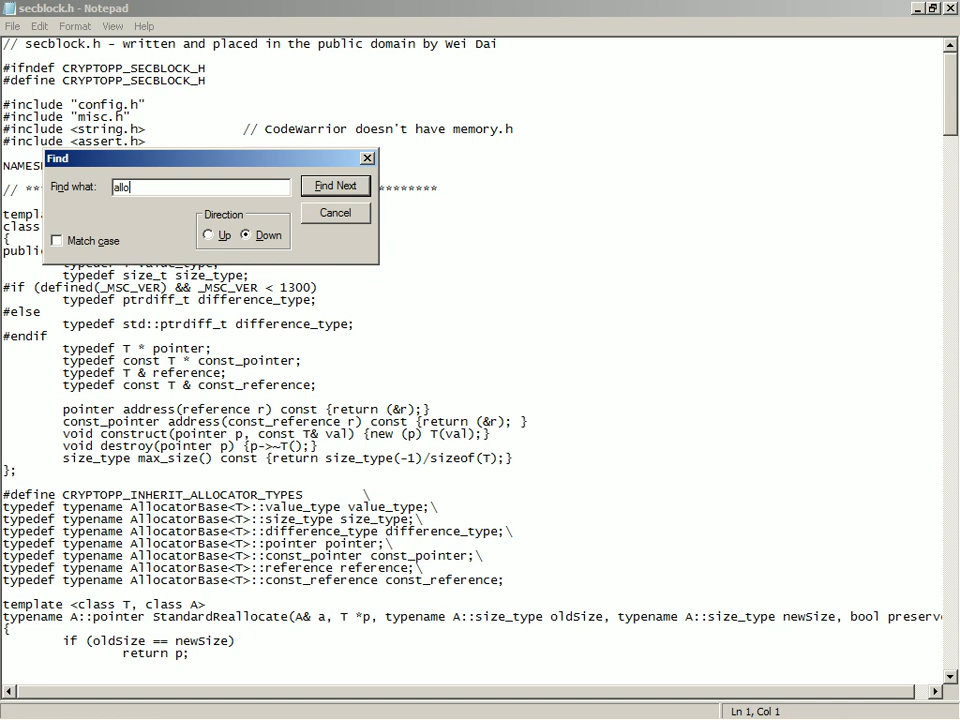 secblock.h - Notepad
File Edit Format View Help
// secblock.h - written and placed in the public domain by Wei Dai
#ifndef CRYPTOPP_SECBLOCK_H
#define CRYPTOPP_SECBLOCK_H
#include "config.h"
#include "misc.h"
#include <string.h> // CodeWarrior doesn't have memory.h
#include <assert.h>
Find
NAMES
Find what: allo Find Next
// ** ********
Cancel
Direction
Up Down
Match case
templ
class
{
publi
typedef T value_type;
typedef size_t size_type;
#if (defined(_MSC_VER) && _MSC_VER < 1300)
typedef ptrdiff_t difference_type;
#else
typedef std::ptrdiff_t difference_type;
#endif
typedef T * pointer;
typedef const T * const_pointer;
typedef T & reference;
typedef const T & const_reference;
pointer address(reference r) const {return (&r);}
const_pointer address(const_reference r) const {return (&r); }
void construct(pointer p, const T& val) {new (p) T(val);}
void destroy(pointer p) {p->~T();}
size_type max_size() const {return size_type(-1)/sizeof(T);}
};
#define CRYPTOPP_INHERIT_ALLOCATOR_TYPES \
typedef typename AllocatorBase<T>::value_type value_type;\
typedef typename AllocatorBase<T>::size_type size_type;\
typedef typename AllocatorBase<T>::difference_type difference_type;\
typedef typename AllocatorBase<T>::pointer pointer;\
typedef typename AllocatorBase<T>::const_pointer const_pointer;\
typedef typename AllocatorBase<T>::reference reference;\
typedef typename AllocatorBase<T>::const_reference const_reference;
template <class T, class A>
typename A::pointer StandardReallocate(A& a, T *p, typename A::size_type oldSize, typename A::size_type newSize, bool preserv
{
if (oldSize == newSize)
return p;
Ln 1, Col 1